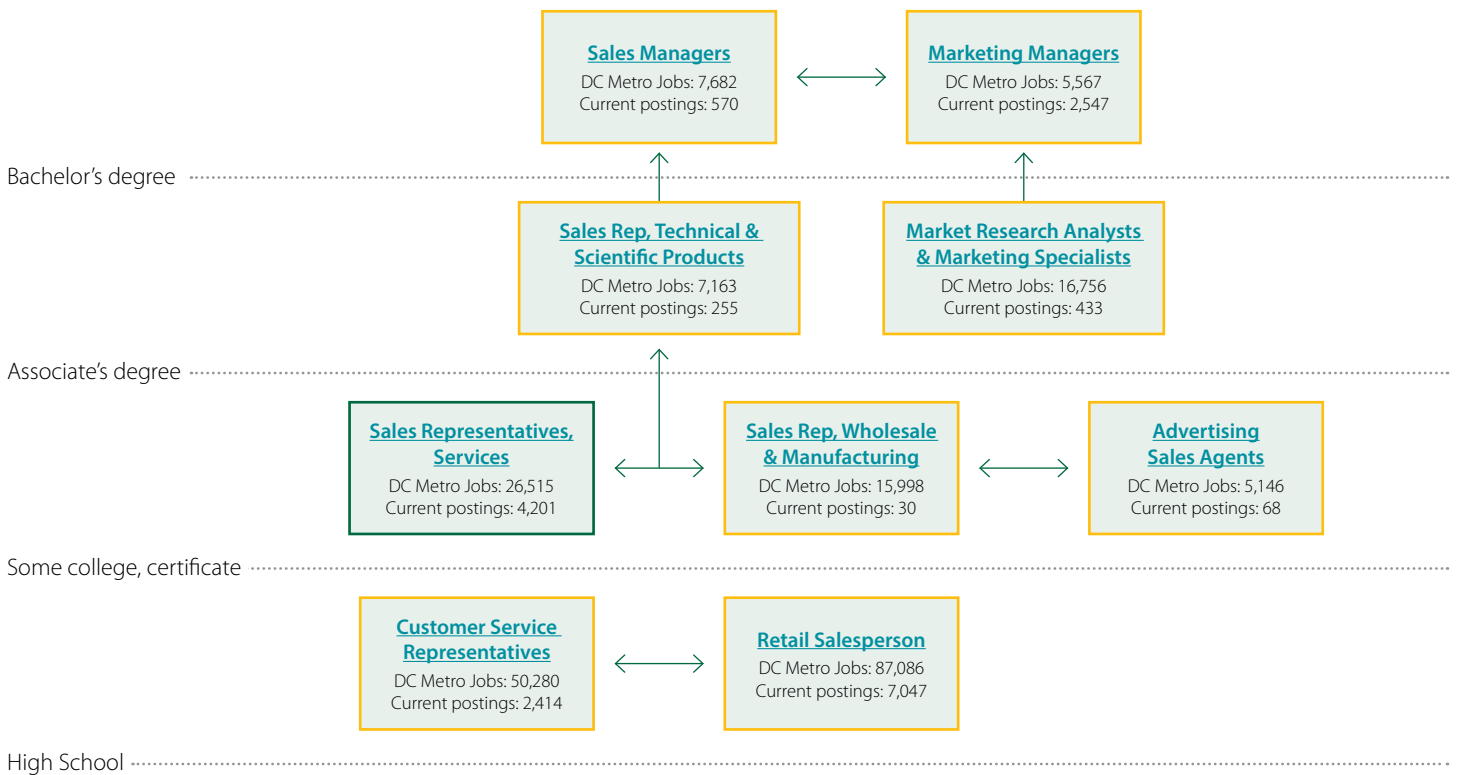 Sales Managers
DC Metro Jobs: 7,682
Current postings: 570
Marketing Managers
DC Metro Jobs: 5,567
Current postings: 2,547
Bachelor’s degree
Sales Rep, Technical &
Scientific Products
DC Metro Jobs: 7,163
Current postings: 255
Market Research Analysts
& Marketing Specialists
DC Metro Jobs: 16,756
Current postings: 433
Associate’s degree
Sales Representatives,
Services
DC Metro Jobs: 26,515
Current postings: 4,201
Sales Rep, Wholesale
& Manufacturing
DC Metro Jobs: 15,998
Current postings: 30
Advertising
Sales Agents
DC Metro Jobs: 5,146
Current postings: 68
Some college, certificate
Customer Service
Representatives
DC Metro Jobs: 50,280
Current postings: 2,414
Retail Salesperson
DC Metro Jobs: 87,086
Current postings: 7,047
High School